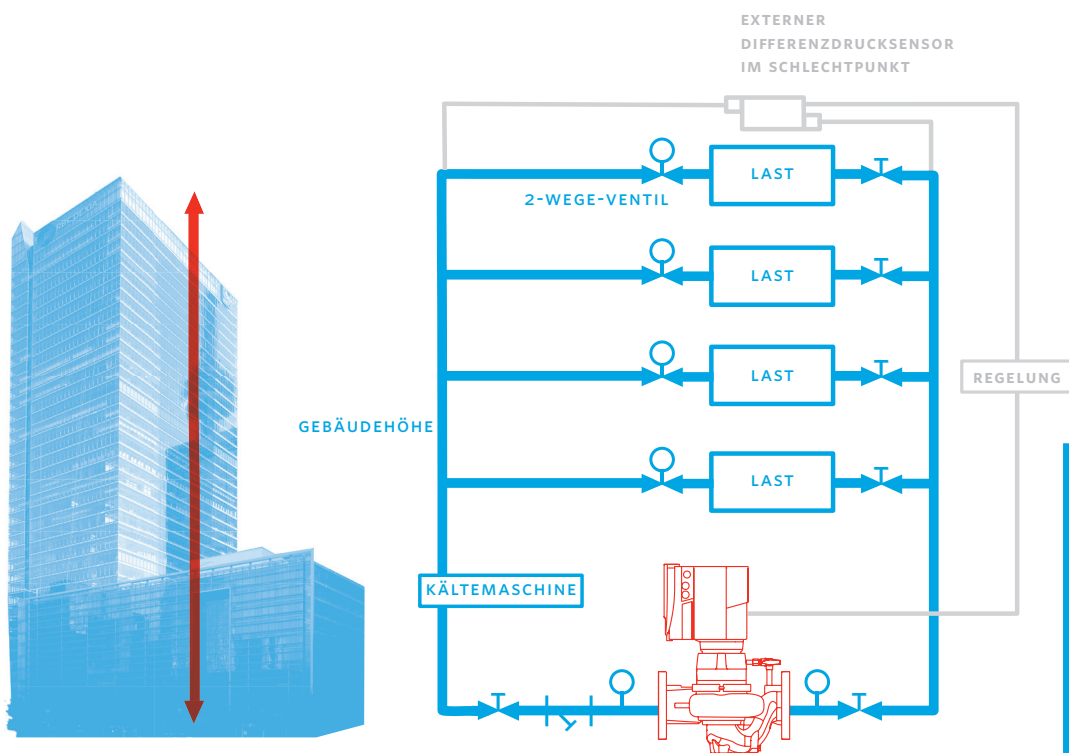 EXTERNER
DIFFERENZDRUCKSENSOR
IM SCHLECHTPUNKT
LAST
2-WEGE-VENTIL
LAST
LAST
REGELUNG
GEBÄUDEHÖHE
LAST
KÄLTEMASCHINE